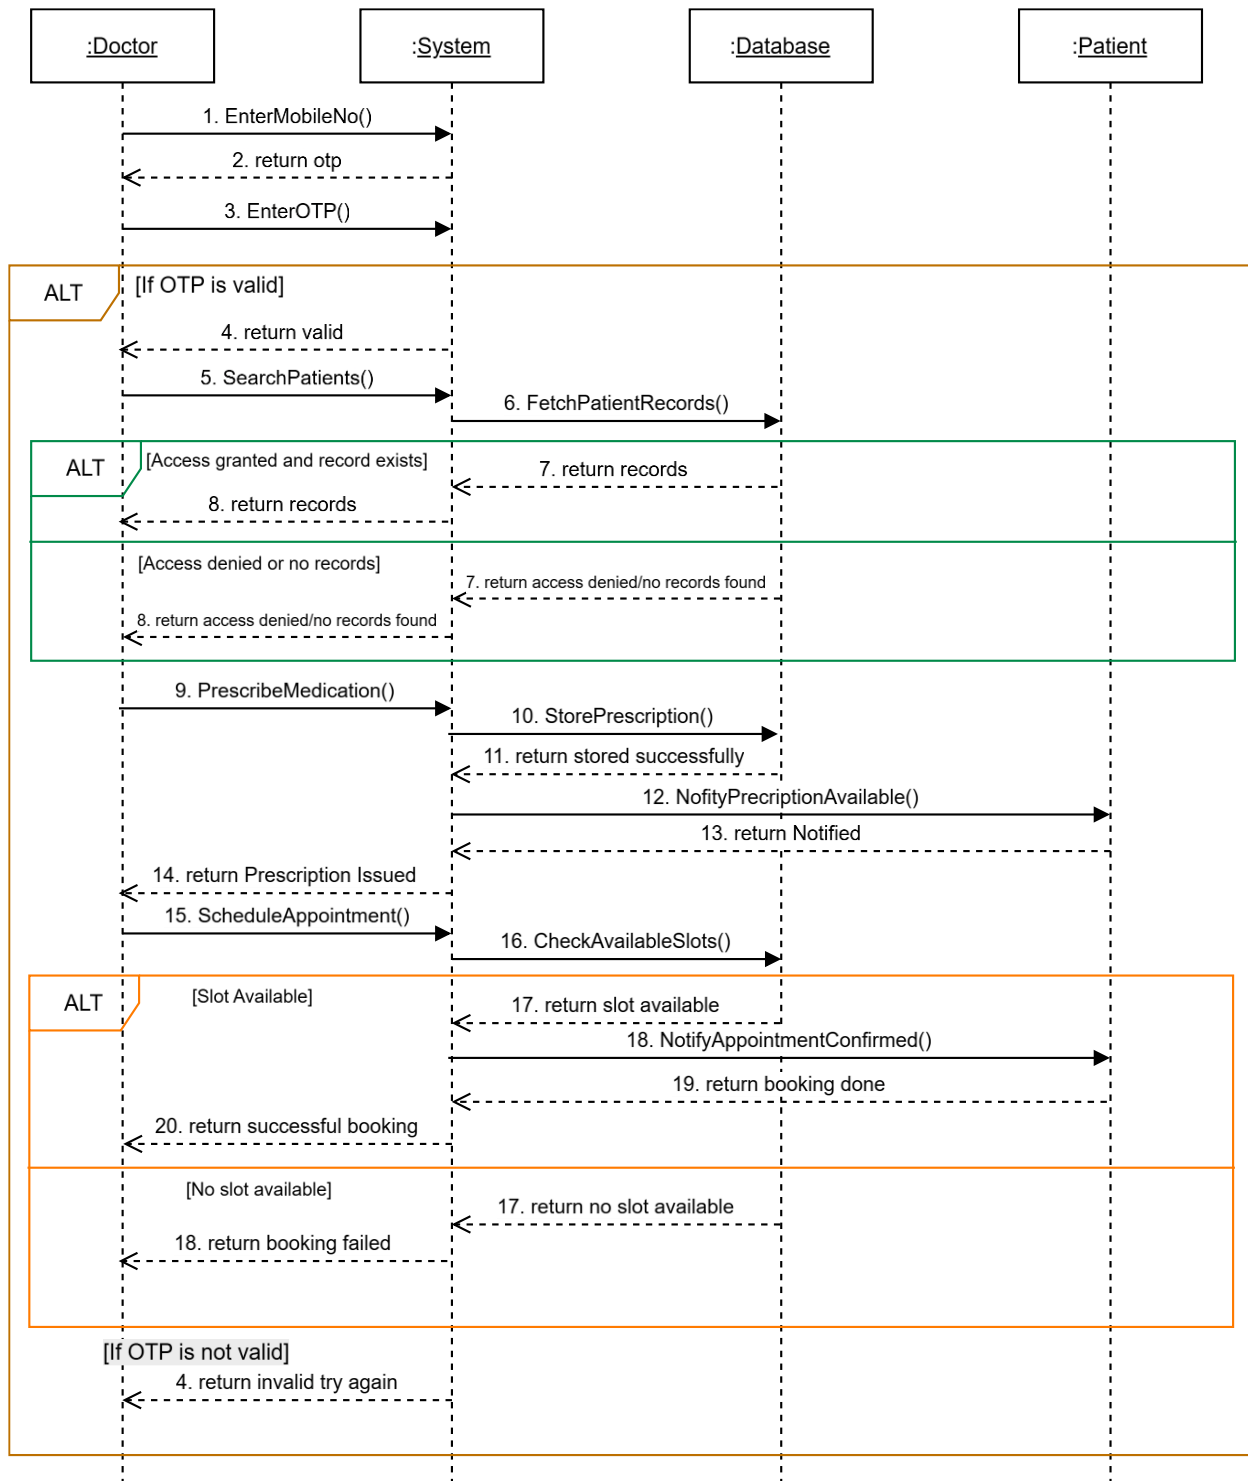 :Doctor
:System
:Database
:Patient
1. EnterMobileNo()
2. return otp
3. EnterOTP()
ALT
[If OTP is valid]
4. return valid
5. SearchPatients()
6. FetchPatientRecords()
ALT
[Access granted and record exists]
7. return records
8. return records
[Access denied or no records]
7. return access denied/no records found
8. return access denied/no records found
9. PrescribeMedication()
10. StorePrescription()
11. return stored successfully
12. NofityPrecriptionAvailable()
13. return Notified
14. return Prescription Issued
15. ScheduleAppointment()
16. CheckAvailableSlots()
ALT
[Slot Available]
17. return slot available
18. NotifyAppointmentConfirmed()
19. return booking done
20. return successful booking
[No slot available]
17. return no slot available
18. return booking failed
[If OTP is not valid]
4. return invalid try again